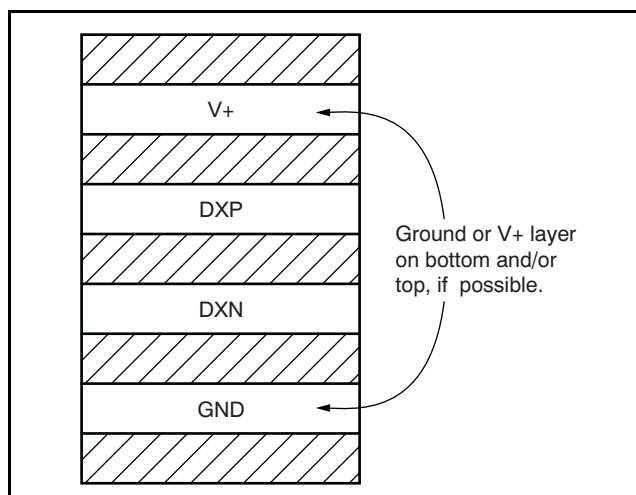 V+
DXP
DXN
GND
Ground or V+ layer
on bottom and/or
top, if possible.